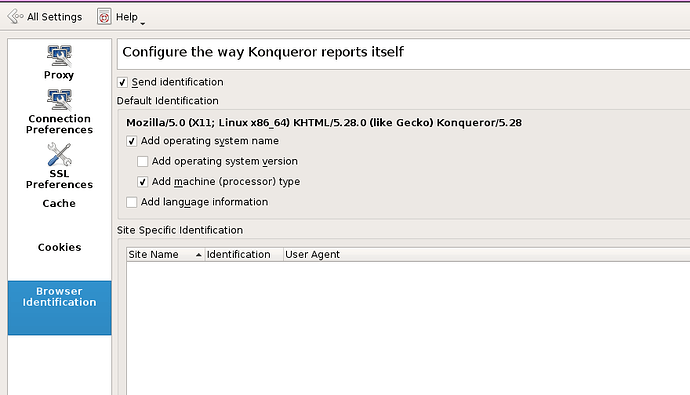 All Settings
Help
Configure the way Konqueror reports itself
Proxy
Connection
Preferences
SSL
Preferences
Cache
Cookies
Browser
Identification
Send identification
Default Identification
Mozilla/5.0 (X11; Linux x86_64) KHTML/5.28.0 (like Gecko) Konqueror/5.28
Add operating system name
Add operating system version
Add machine (processor) type
Add language information
Site Specific Identification
Site Name Identification User Agent